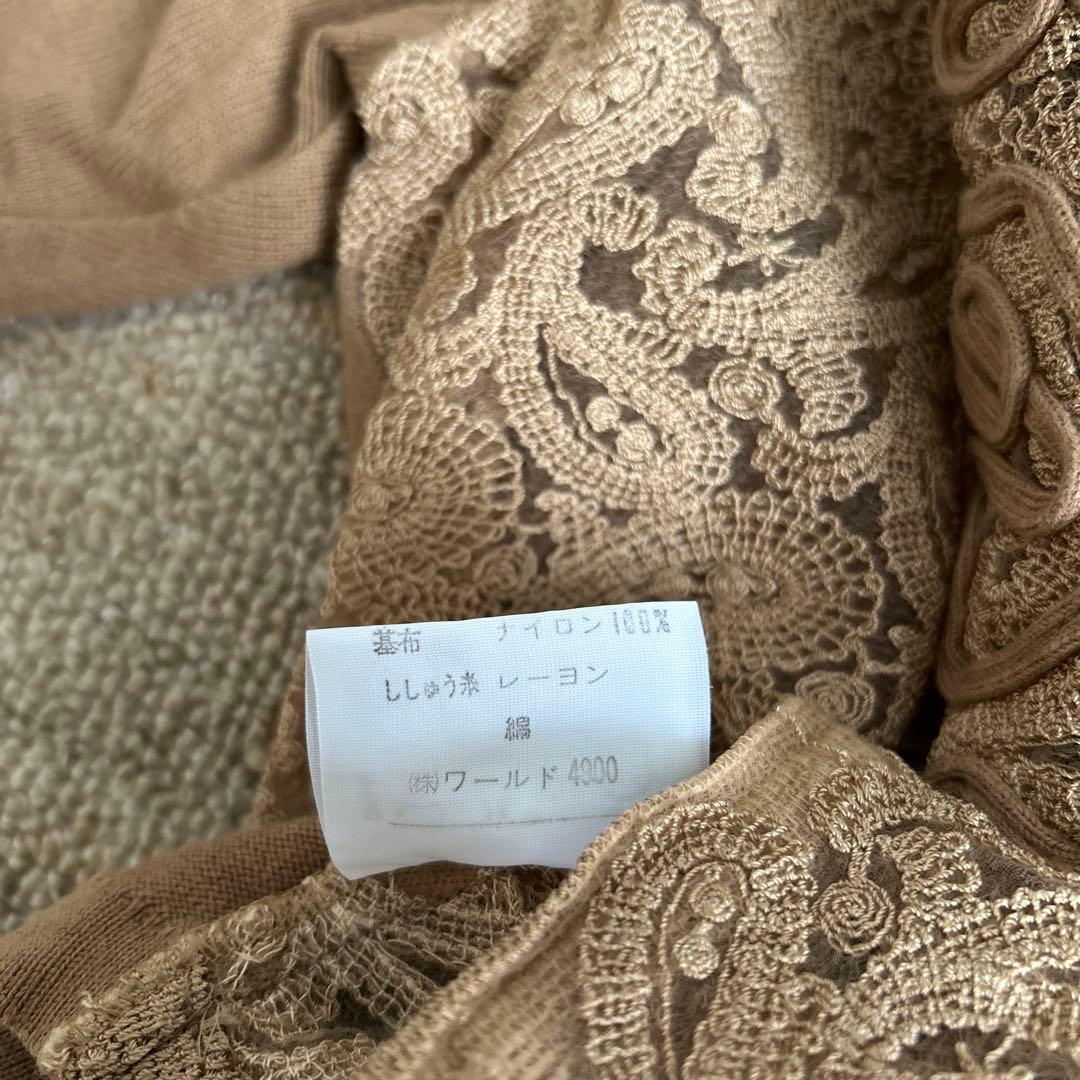 基布 ナイロン100%
ししゅう糸 レーヨン
綿
(株)ワールド 4900